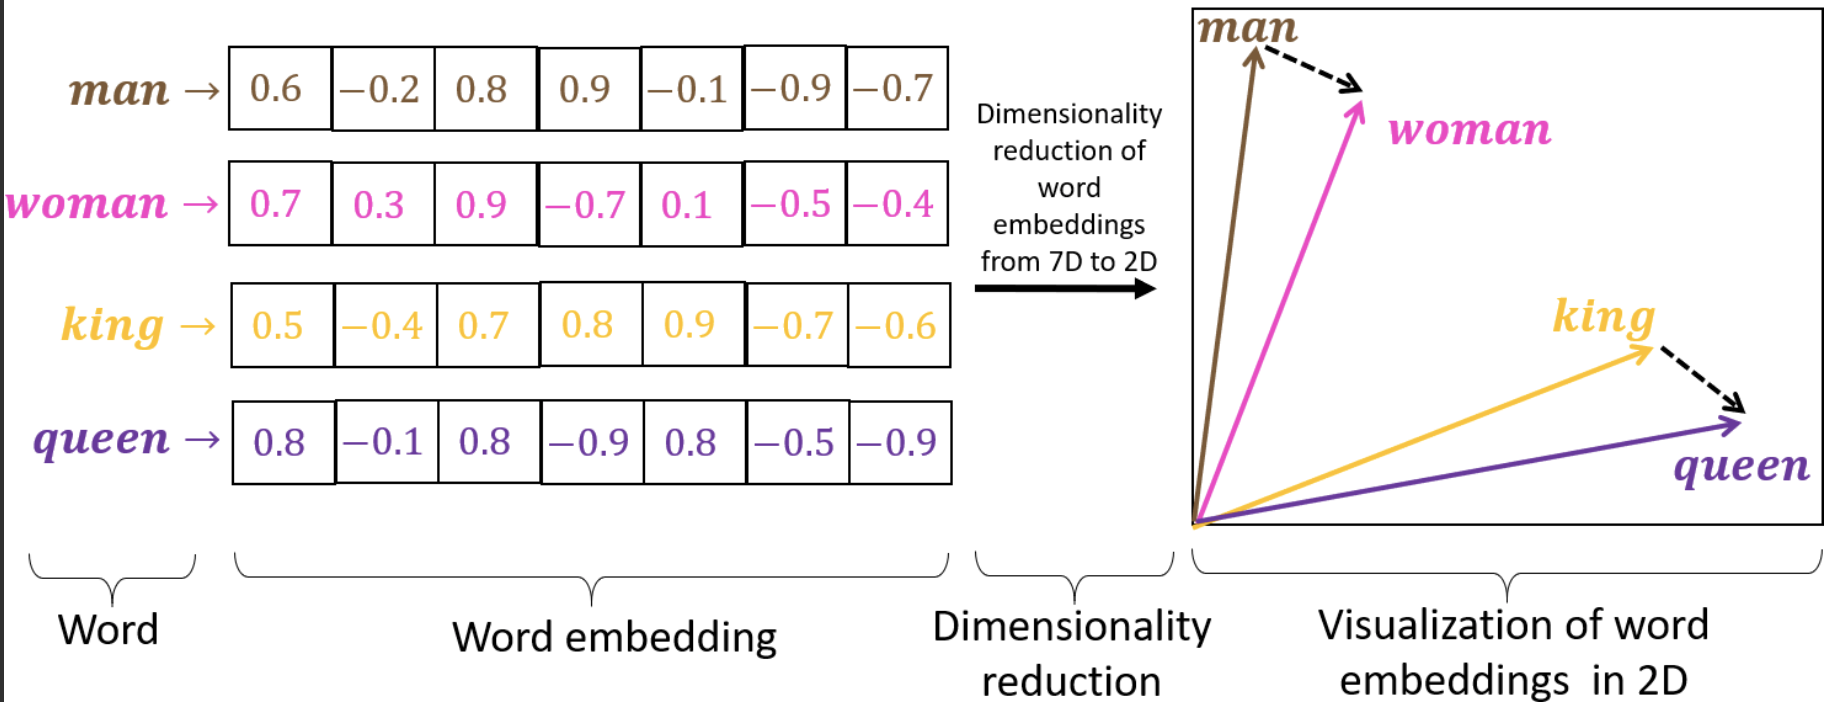 man → 0.6 −0.2 0.8 0.9 −0.1 −0.9 −0.7
woman → 0.7 0.3 0.9 −0.7 0.1 −0.5 −0.4
king → 0.5 −0.4 0.7 0.8 0.9 −0.7 −0.6
queen → 0.8 −0.1 0.8 −0.9 0.8 −0.5 −0.9
Dimensionality
reduction of
word
embeddings
from 7D to 2D
man
woman
king
queen
Word
Word embedding
Dimensionality
reduction
Visualization of word
embeddings in 2D